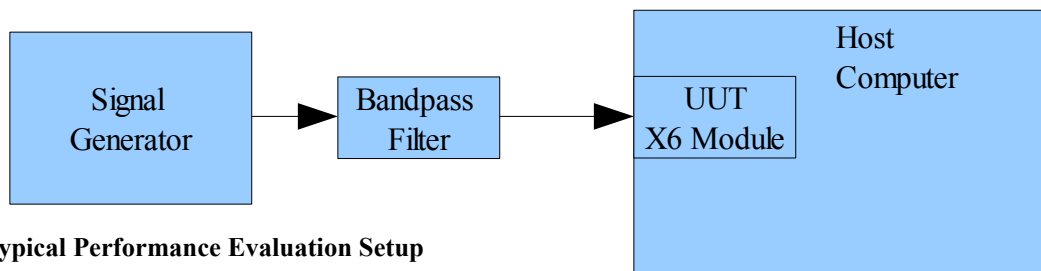 Signal
Generator
Bandpass
Filter
UUT
X6 Module
Host
Computer
ypical Performance Evaluation Setup